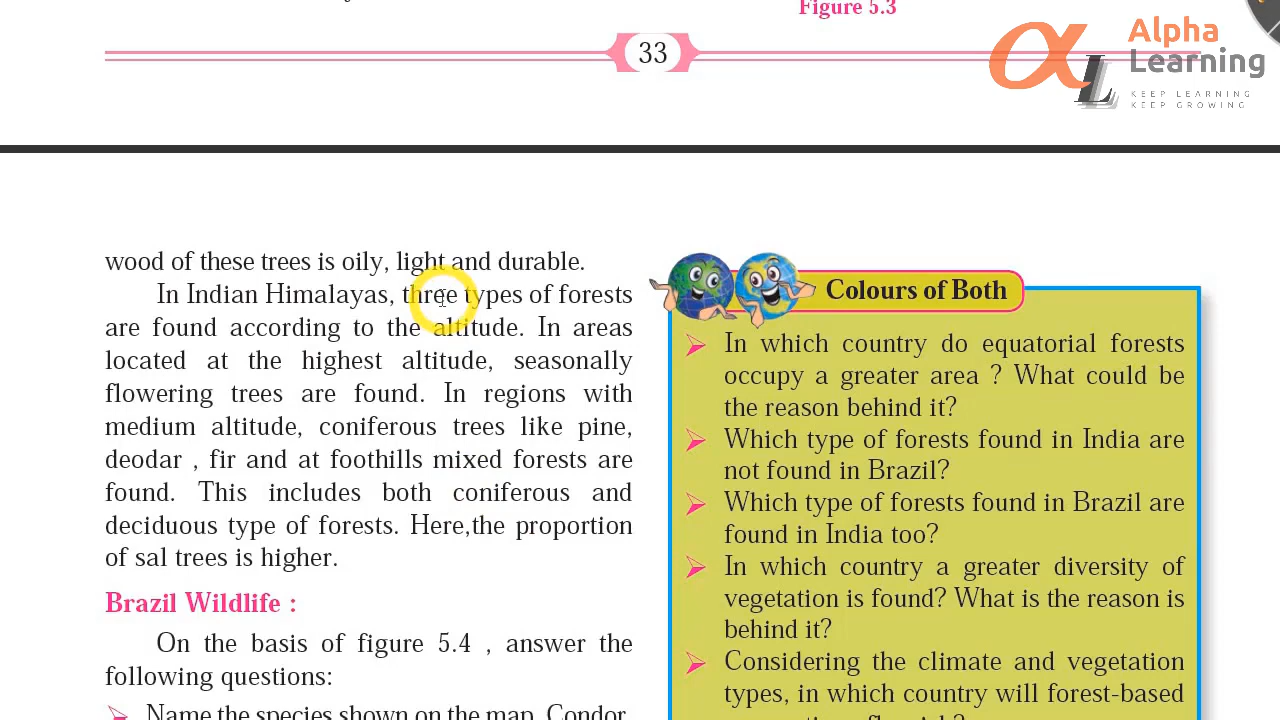 Figure 5.3
33
Alpha
Learning
KEEP LEARNING
KEEP GROWING
wood of these trees is oily, light and durable.
In Indian Himalayas, three types of forests
are found according to the altitude. In areas
located at the highest altitude, seasonally
flowering trees are found. In regions with
medium altitude, coniferous trees like pine,
deodar , fir and at foothills mixed forests are
found. This includes both coniferous and
deciduous type of forests. Here,the proportion
of sal trees is higher.
Brazil Wildlife :
On the basis of figure 5.4 , answer the
following questions:
➢ Name the species shown on the map. Condor,
Colours of Both
➢ In which country do equatorial forests
occupy a greater area ? What could be
the reason behind it?
➢ Which type of forests found in India are
not found in Brazil?
➢ Which type of forests found in Brazil are
found in India too?
➢ In which country a greater diversity of
vegetation is found? What is the reason is
behind it?
➢ Considering the climate and vegetation
types, in which country will forest-based